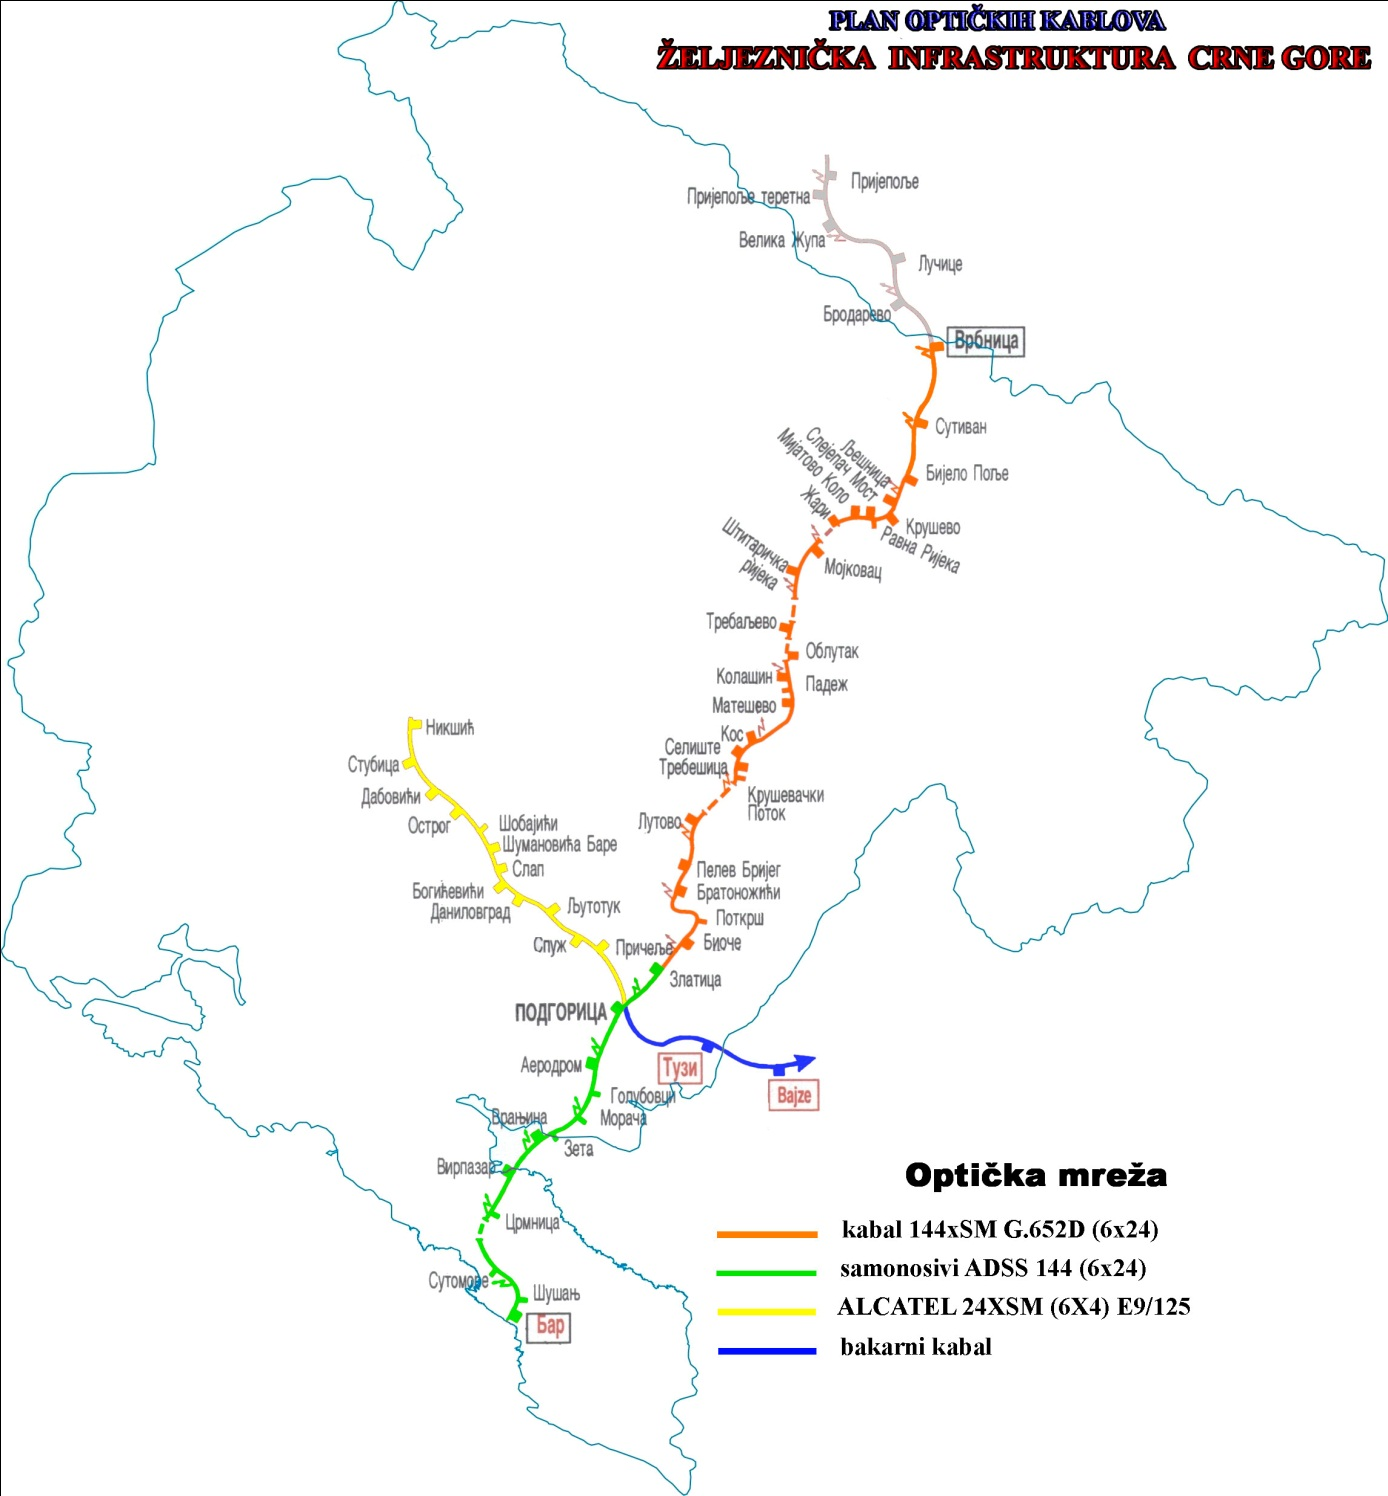 PLAN OPTIČKIH KABLOVA
ŽELJEZNIČKA INFRASTRUKTURA CRNE GORE
Пријепоље
Пријепоље теретна
Велика Жупа
Лучице
Бродарево
Врбница
Сутиван
Бијело Поље
Љешница
Слејепач Мост
Мијатово Коло
Жари
Крушево
Равна Ријека
Мојковац
Штитаричка
ријека
Требаљево
Облутак
Колашин
Падеж
Матешево
Кос
Селиште
Требешица
Крушевачки
Поток
Лутово
Пелев Бријег
Братоножићи
Поткрш
Биоче
Златица
Никшић
Стубица
Дабовићи
Острог
Шобајићи
Шумановића Баре
Слап
Богићевићи
Даниловград
Љутотук
Спуж
Причеље
ПОДГОРИЦА
Тузи
Bajze
Аеродром
Голубовци
Морача
Врањина
Зета
Вирпазар
Црмница
Сутоморе
Шушањ
Бар
Optička mreža
kabal 144xSM G.652D (6x24)
samonosivi ADSS 144 (6x24)
ALCATEL 24XSM (6X4) E9/125
bakarni kabal